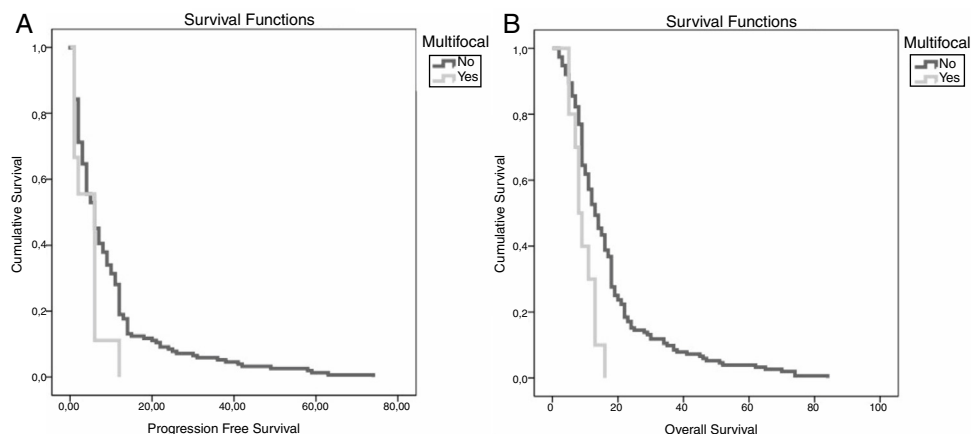 A
Survival Functions
Multifocal
No
Yes
Cumulative Survival
1,0
0,8
0,6
0,4
0,2
0,0
0,00 20,00 40,00 60,00 80,00
Progression Free Survival
B
Survival Functions
Multifocal
No
Yes
Cumulative Survival
1,0
0,8
0,6
0,4
0,2
0,0
0 20 40 60 80 100
Overall Survival